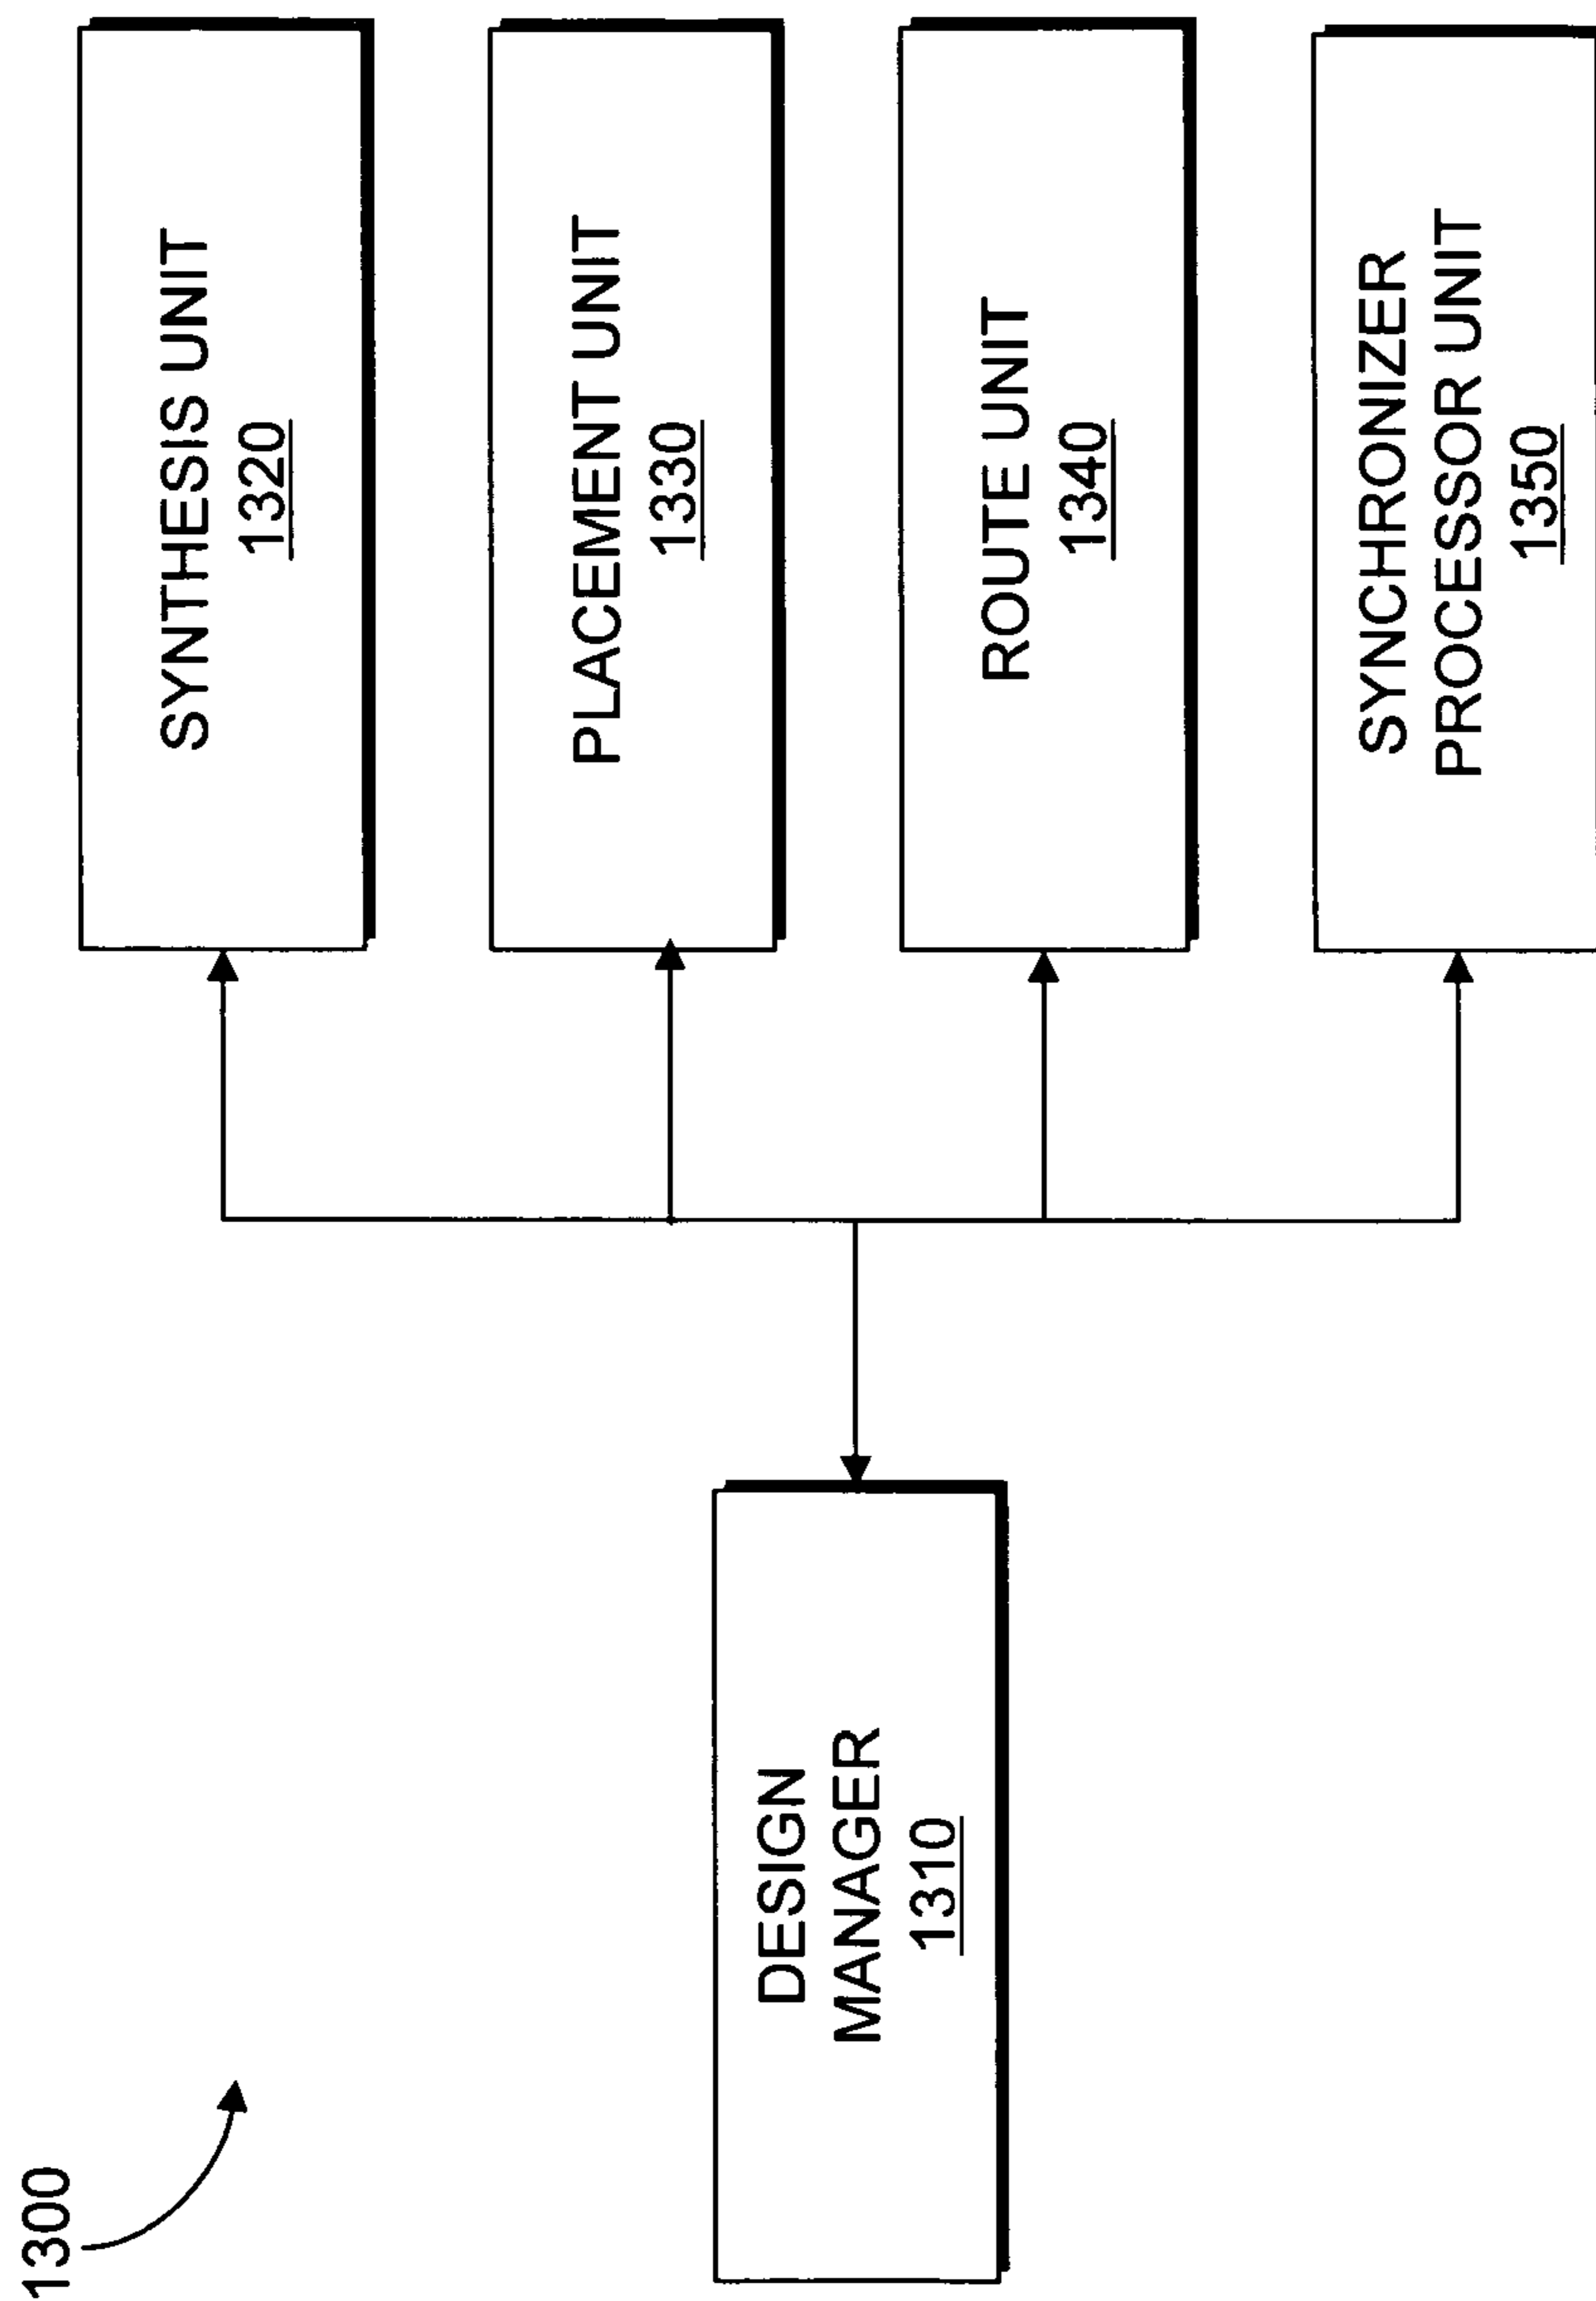 1300
DESIGN
MANAGER
1310
SYNTHESIS UNIT
1320
PLACEMENT UNIT
1330
ROUTE UNIT
1340
SYNCHRONIZER
PROCESSOR UNIT
1350